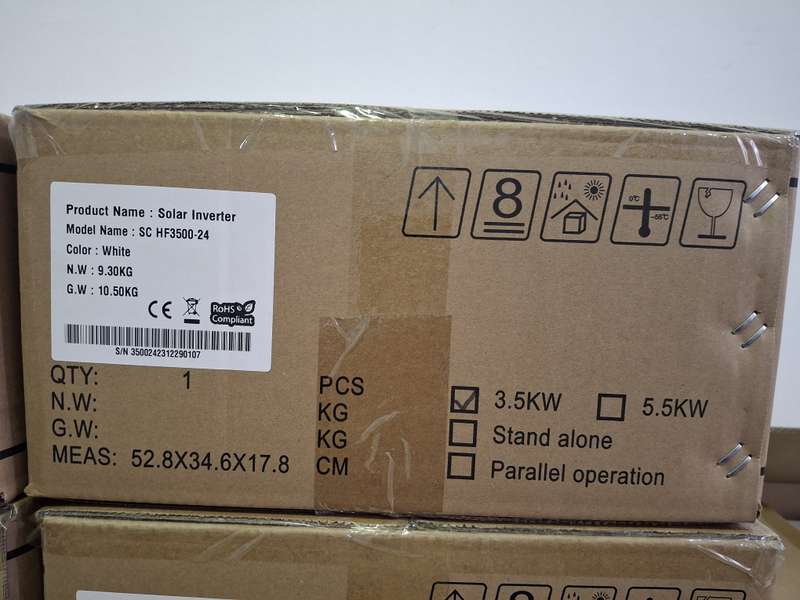 Product Name : Solar Inverter
Model Name : SC HF3500-24
Color : White
N.W : 9.30KG
G.W : 10.50KG
CE
RoHS
Compliant
S/N 3500242312290107
8
0℃
-55℃
QTY: 1 PCS
N.W: KG
G.W: KG
MEAS: 52.8X34.6X17.8 CM
3.5KW 5.5KW
Stand alone
Parallel operation
8